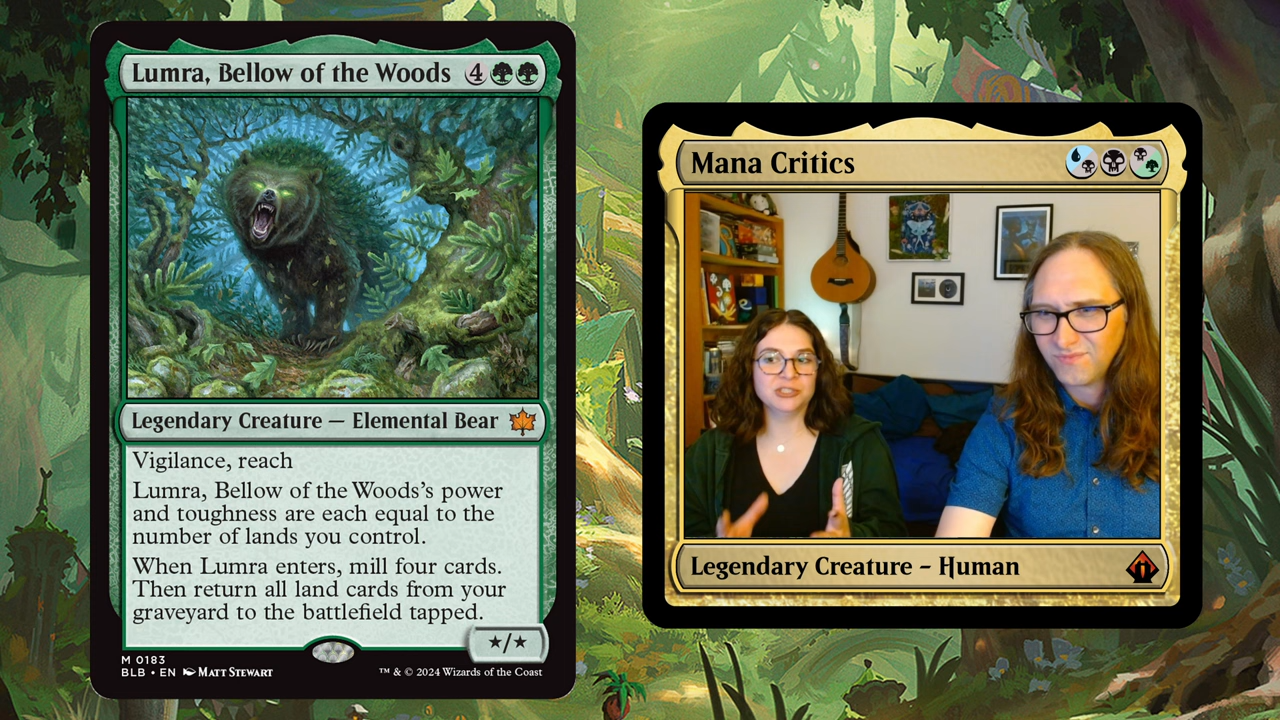 Lumra, Bellow of the Woods 4
Legendary Creature — Elemental Bear
Vigilance, reach
Lumra, Bellow of the Woods's power
and toughness are each equal to the
number of lands you control.
When Lumra enters, mill four cards.
Then return all land cards from your
graveyard to the battlefield tapped.
★/★
M 0183
BLB • EN Matt Stewart
™ & © 2024 Wizards of the Coast
Mana Critics
Legendary Creature – Human